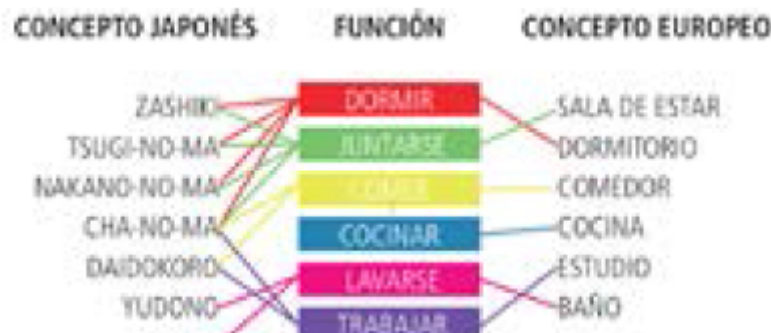 CONCEPTO JAPONÉS FUNCIÓN CONCEPTO EUROPEO
ZASHIKI DORMIR SALA DE ESTAR
TSUGI-NO-MA JUNTARSE DORMITORIO
NAKANO-NO-MA COMER COMEDOR
CHA-NO-MA COCINAR COCINA
DAIDOKORO LAVARSE ESTUDIO
YUDONO TRABAJAR BAÑO